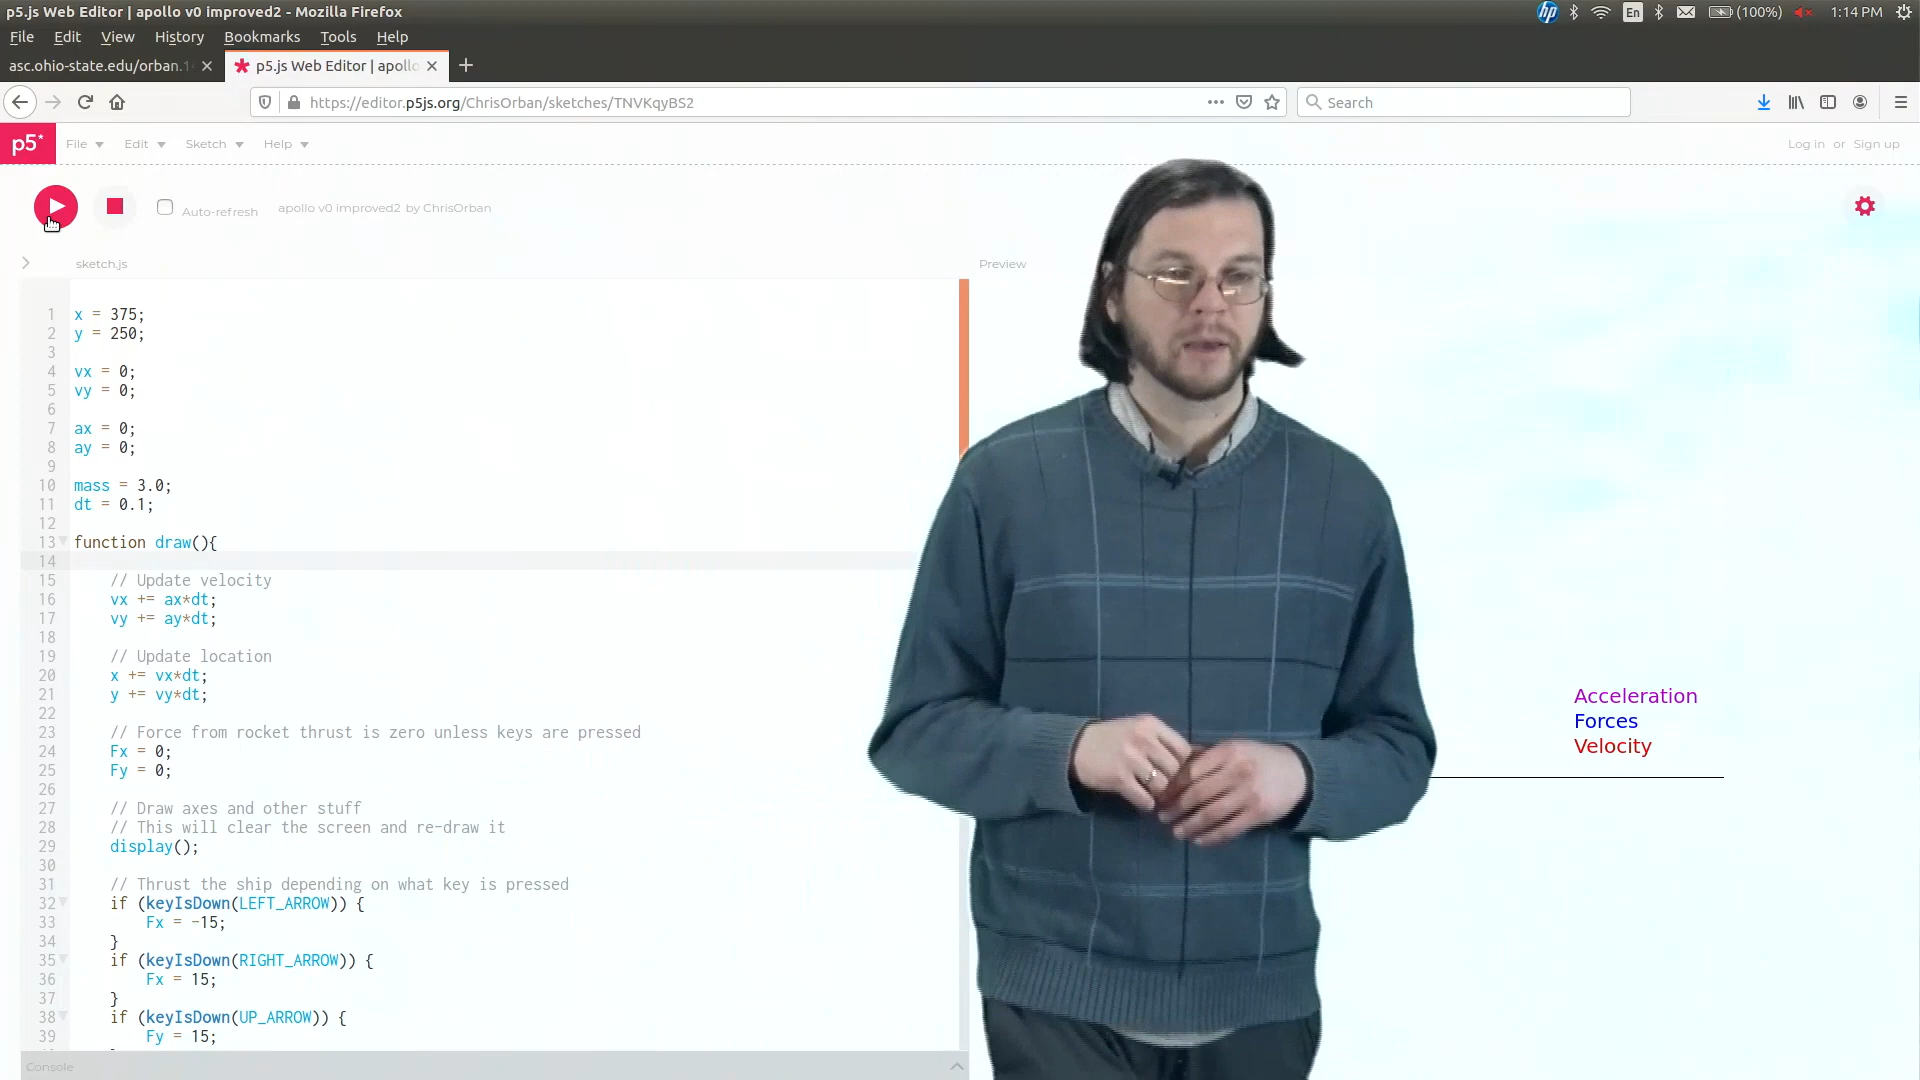 p5.js Web Editor | apollo v0 improved2 - Mozilla Firefox
En
(100%)
1:14 PM
File Edit View History Bookmarks Tools Help
asc.ohio-state.edu/orban.1
p5.js Web Editor | apollo
https://editor.p5js.org/ChrisOrban/sketches/TNVKqyBS2
Search
p5*
File Edit Sketch Help
Log in or Sign up
Auto-refresh
apollo v0 improved2 by ChrisOrban
sketch.js
Preview
1 x = 375;
2 y = 250;
3
4 vx = 0;
5 vy = 0;
6
7 ax = 0;
8 ay = 0;
9
10 mass = 3.0;
11 dt = 0.1;
12
13 function draw(){
14
15 // Update velocity
16 vx += ax*dt;
17 vy += ay*dt;
18
19 // Update location
20 x += vx*dt;
21 y += vy*dt;
22
23 // Force from rocket thrust is zero unless keys are pressed
24 Fx = 0;
25 Fy = 0;
26
27 // Draw axes and other stuff
28 // This will clear the screen and re-draw it
29 display();
30
31 // Thrust the ship depending on what key is pressed
32 if (keyIsDown(LEFT_ARROW)) {
33 Fx = -15;
34 }
35 if (keyIsDown(RIGHT_ARROW)) {
36 Fx = 15;
37 }
38 if (keyIsDown(UP_ARROW)) {
39 Fy = 15;
Acceleration
Forces
Velocity
Console